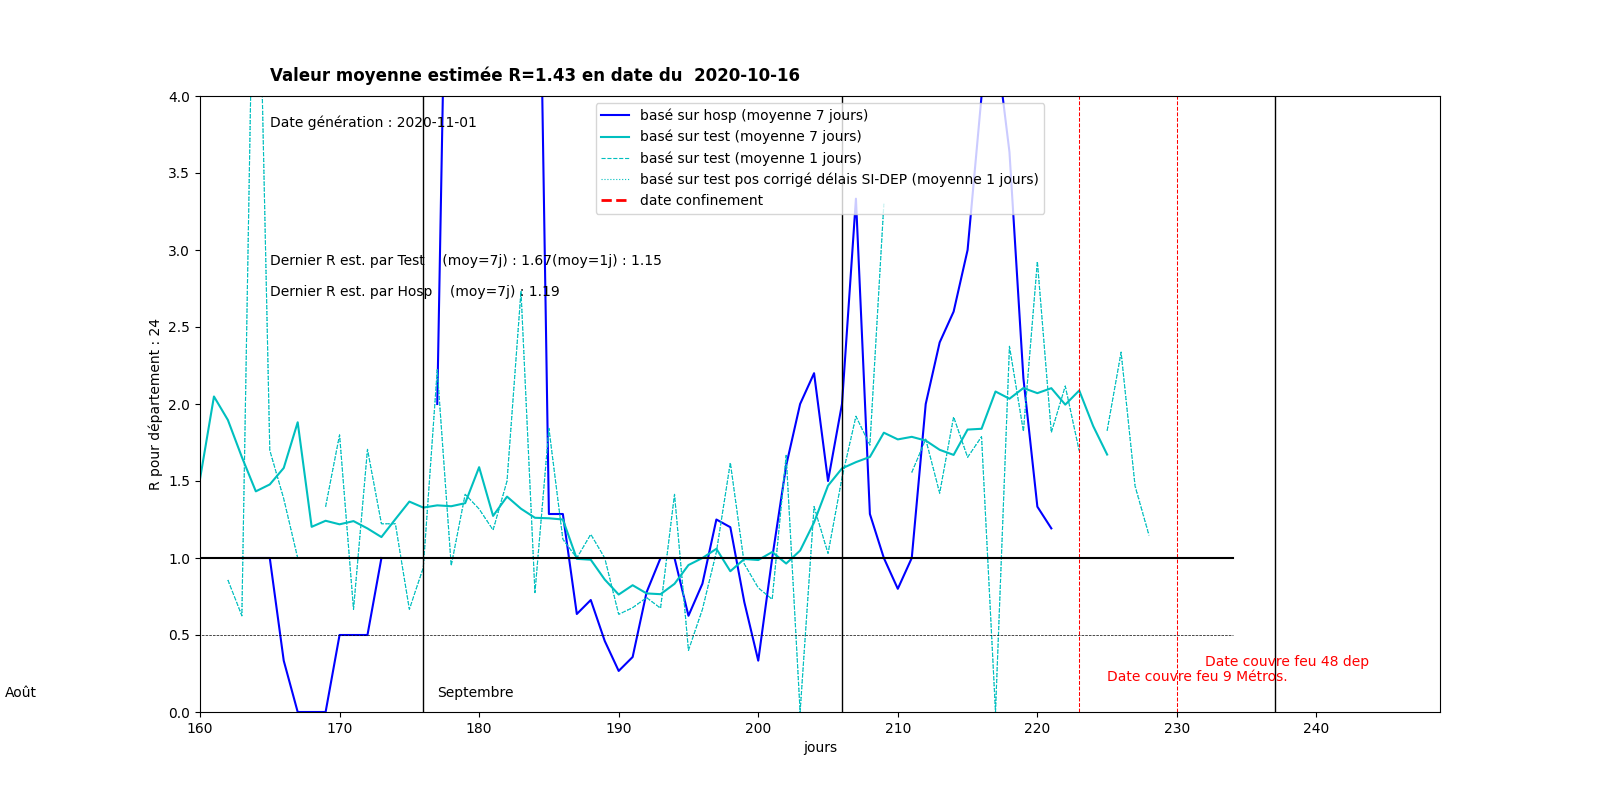 Valeur moyenne estimée R=1.43 en date du  2020-10-16
4.0
3.5
3.0
2.5
2.0
1.5
1.0
0.5
0.0
R pour département : 24
Date génération : 2020-11-01
basé sur hosp (moyenne 7 jours)
basé sur test (moyenne 7 jours)
basé sur test (moyenne 1 jours)
basé sur test pos corrigé délais SI-DEP (moyenne 1 jours)
date confinement
Dernier R est. par Test    (moy=7j) : 1.67(moy=1j) : 1.15
Dernier R est. par Hosp    (moy=7j) : 1.19
Date couvre feu 48 dep
Date couvre feu 9 Métros.
Août
Septembre
160 170 180 190 200 210 220 230 240
jours